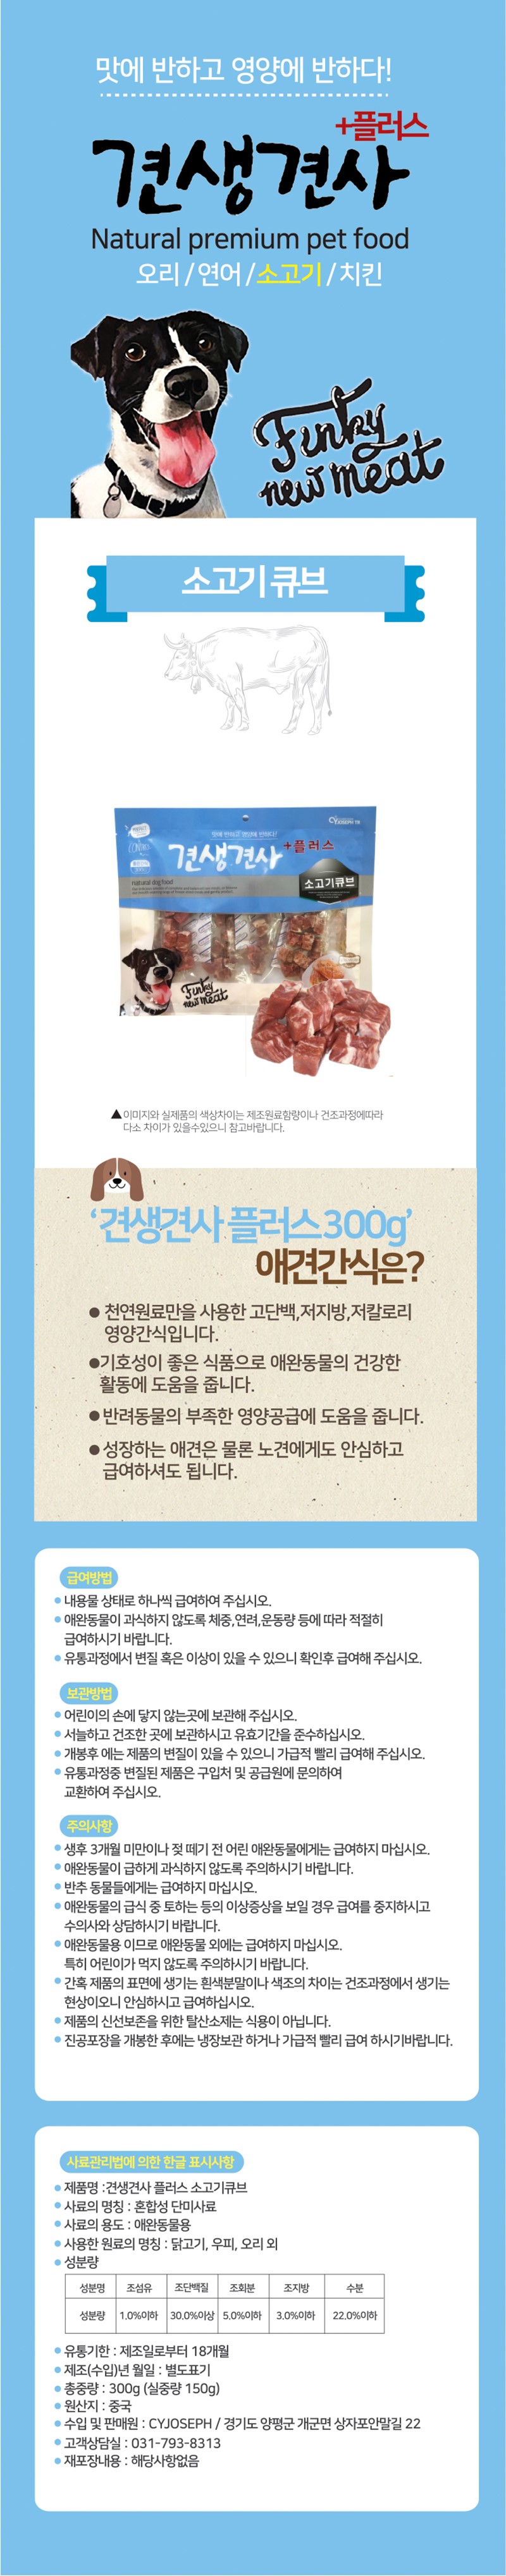 맛에 반하고 영양에 반하다!
+플러스
견생견사
Natural premium pet food
오리/연어/소고기/치킨
Finky
new meat
소고기큐브
CYJOSEPH
맛에 반하고 영양에 반하다!
견생견사 +플러스
natural dog food
소고기큐브
Finky
new meat
▲이미지와 실제품의 색상차이는 제조원료함량이나 건조과정에따라
다소 차이가 있을수있으니 참고바랍니다.
‘견생견사 플러스 300g’
애견간식은?
● 천연원료만을 사용한 고단백,저지방,저칼로리
영양간식입니다.
●기호성이 좋은 식품으로 애완동물의 건강한
활동에 도움을 줍니다.
● 반려동물의 부족한 영양공급에 도움을 줍니다.
● 성장하는 애견은 물론 노견에게도 안심하고
급여하셔도 됩니다.
급여방법
● 내용물 상태로 하나씩 급여하여 주십시오.
● 애완동물이 과식하지 않도록 체중,연려,운동량 등에 따라 적절히
급여하시기 바랍니다.
● 유통과정에서 변질 혹은 이상이 있을 수 있으니 확인후 급여해 주십시오.
보관방법
● 어린이의 손에 닿지 않는곳에 보관해 주십시오.
● 서늘하고 건조한 곳에 보관하시고 유효기간을 준수하십시오.
● 개봉후 에는 제품의 변질이 있을 수 있으니 가급적 빨리 급여해 주십시오.
● 유통과정중 변질된 제품은 구입처 및 공급원에 문의하여
교환하여 주십시오.
주의사항
● 생후 3개월 미만이나 젖 떼기 전 어린 애완동물에게는 급여하지 마십시오.
● 애완동물이 급하게 과식하지 않도록 주의하시기 바랍니다.
● 반추 동물들에게는 급여하지 마십시오.
● 애완동물의 급식 중 토하는 등의 이상증상을 보일 경우 급여를 중지하시고
수의사와 상담하시기 바랍니다.
● 애완동물용 이므로 애완동물 외에는 급여하지 마십시오.
특히 어린이가 먹지 않도록 주의하시기 바랍니다.
● 간혹 제품의 표면에 생기는 흰색분말이나 색조의 차이는 건조과정에서 생기는
현상이오니 안심하시고 급여하십시오.
● 제품의 신선보존을 위한 탈산소제는 식용이 아닙니다.
● 진공포장을 개봉한 후에는 냉장보관 하거나 가급적 빨리 급여 하시기바랍니다.
사료관리법에 의한 한글 표시사항
● 제품명 :견생견사 플러스 소고기큐브
● 사료의 명칭 : 혼합성 단미사료
● 사료의 용도 : 애완동물용
● 사용한 원료의 명칭 : 닭고기, 우피, 오리 외
● 성분량
성분명 조섬유 조단백질 조회분 조지방 수분
성분량 1.0%이하 30.0%이상 5.0%이하 3.0%이하 22.0%이하
● 유통기한 : 제조일로부터 18개월
● 제조(수입)년 월일 : 별도표기
● 총중량 : 300g (실중량 150g)
● 원산지 : 중국
● 수입 및 판매원 : CYJOSEPH / 경기도 양평군 개군면 상자포안말길 22
● 고객상담실 : 031-793-8313
● 재포장내용 : 해당사항없음